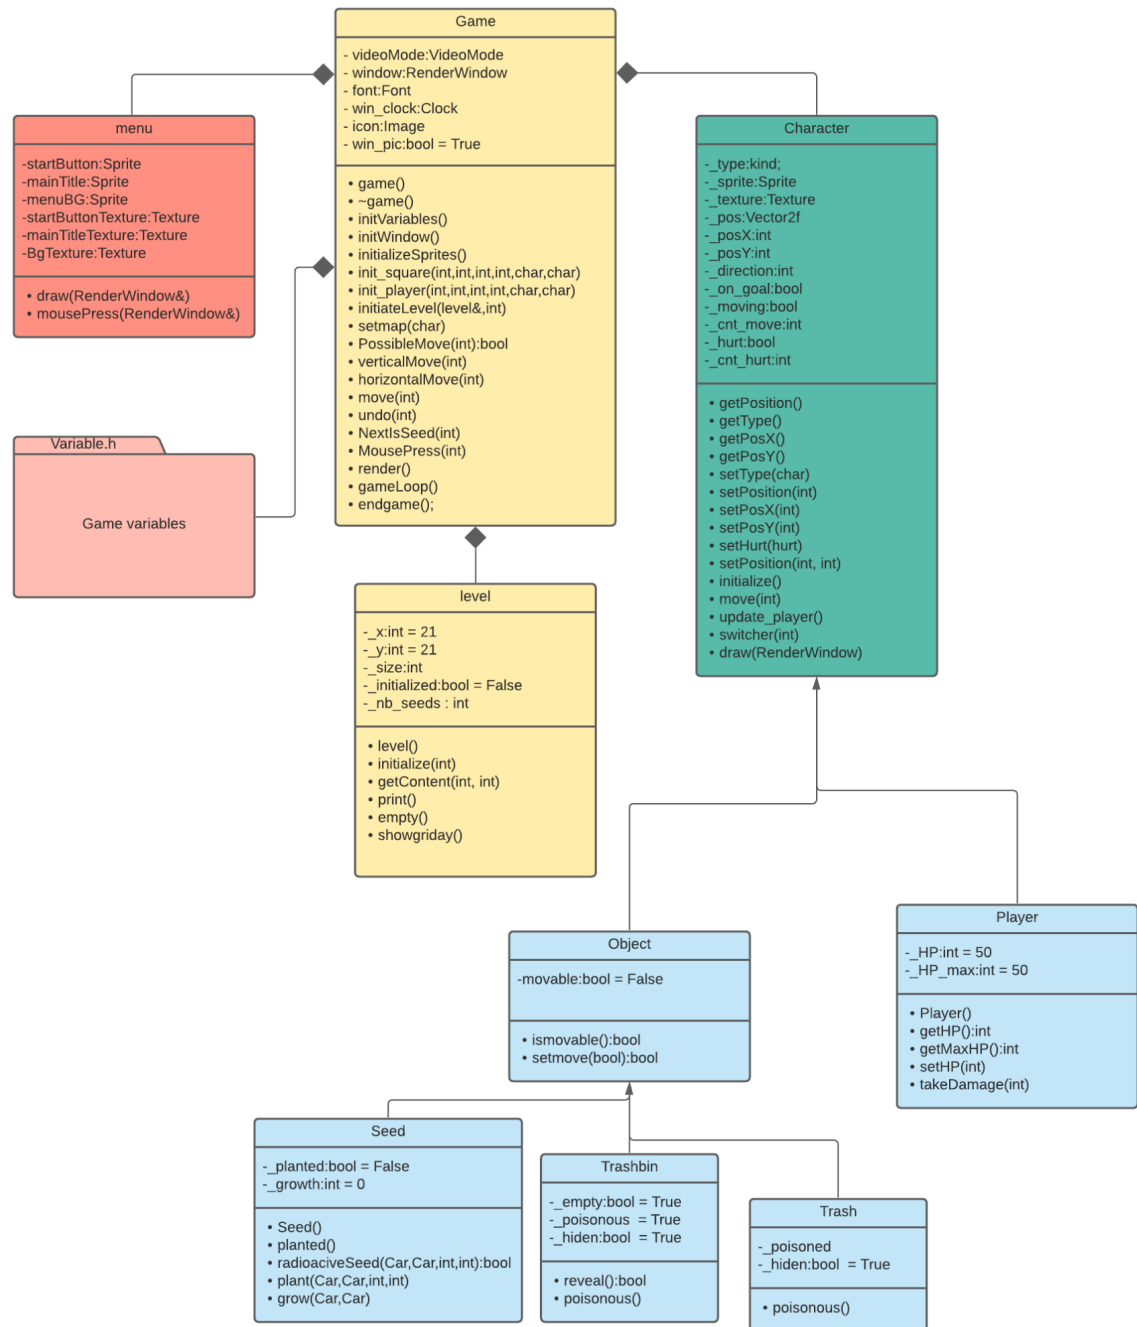 Game
- videoMode:VideoMode
- window:RenderWindow
- font:Font
- win_clock:Clock
- icon:Image
- win_pic:bool = True
• game()
• ~game()
• initVariables()
• initWindow()
• initializeSprites()
• init_square(int,int,int,int,char,char)
• init_player(int,int,int,int,char,char)
• initiateLevel(level&,int)
• setmap(char)
• PossibleMove(int):bool
• verticalMove(int)
• horizontalMove(int)
• move(int)
• undo(int)
• NextIsSeed(int)
• MousePress(int)
• render()
• gameLoop()
• endgame();
menu
-startButton:Sprite
-mainTitle:Sprite
-menuBG:Sprite
-startButtonTexture:Texture
-mainTitleTexture:Texture
-BgTexture:Texture
• draw(RenderWindow&)
• mousePress(RenderWindow&)
Character
-_type:kind;
-_sprite:Sprite
-_texture:Texture
-_pos:Vector2f
-_posX:int
-_posY:int
-_direction:int
-_on_goal:bool
-_moving:bool
-_cnt_move:int
-_hurt:bool
-_cnt_hurt:int
• getPosition()
• getType()
• getPosX()
• getPosY()
• setType(char)
• setPosition(int)
• setPosX(int)
• setPosY(int)
• setHurt(hurt)
• setPosition(int, int)
• initialize()
• move(int)
• update_player()
• switcher(int)
• draw(RenderWindow)
Variable.h
Game variables
level
-_x:int = 21
-_y:int = 21
-_size:int
-_initialized:bool = False
-_nb_seeds : int
• level()
• initialize(int)
• getContent(int, int)
• print()
• empty()
• showgriday()
Object
-movable:bool = False
• ismovable():bool
• setmove(bool):bool
Player
-_HP:int = 50
-_HP_max:int = 50
• Player()
• getHP():int
• getMaxHP():int
• setHP(int)
• takeDamage(int)
Seed
-_planted:bool = False
-_growth:int = 0
• Seed()
• planted()
• radioaciveSeed(Car,Car,int,int):bool
• plant(Car,Car,int,int)
• grow(Car,Car)
Trashbin
-_empty:bool = True
-_poisonous  = True
-_hiden:bool  = True
• reveal():bool
• poisonous()
Trash
-_poisoned
-_hiden:bool  = True
• poisonous()